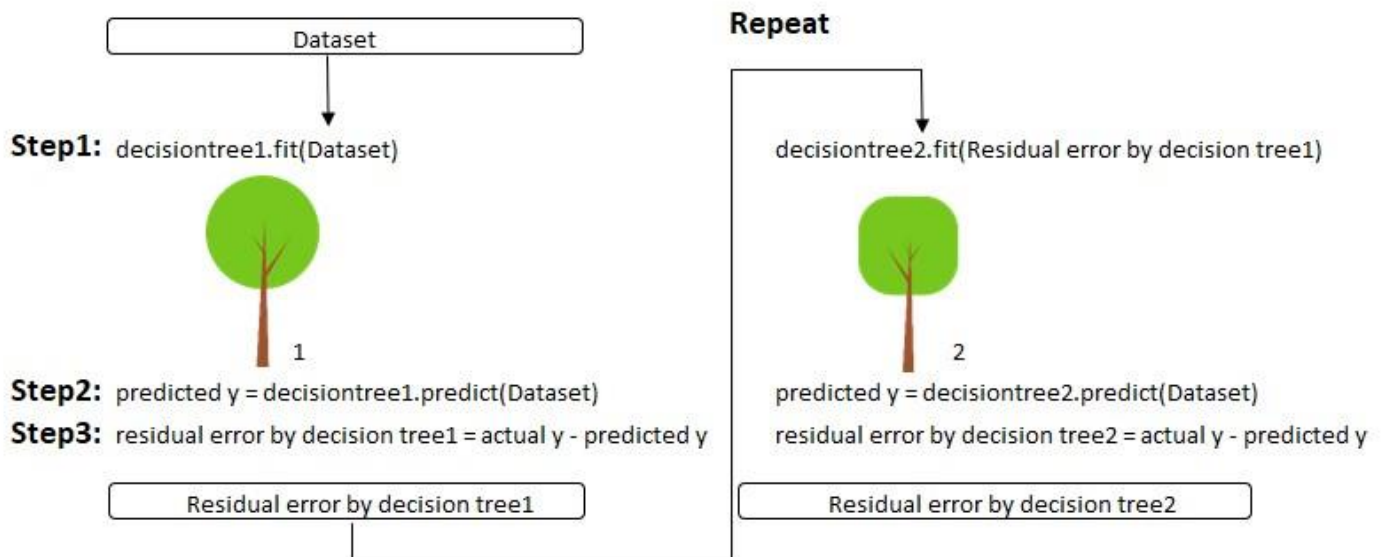 Dataset
Step1: decisiontree1.fit(Dataset)
1
Step2: predicted y = decisiontree1.predict(Dataset)
Step3: residual error by decision tree1 = actual y - predicted y
Residual error by decision tree1
Repeat
decisiontree2.fit(Residual error by decision tree1)
2
predicted y = decisiontree2.predict(Dataset)
residual error by decision tree2 = actual y - predicted y
Residual error by decision tree2